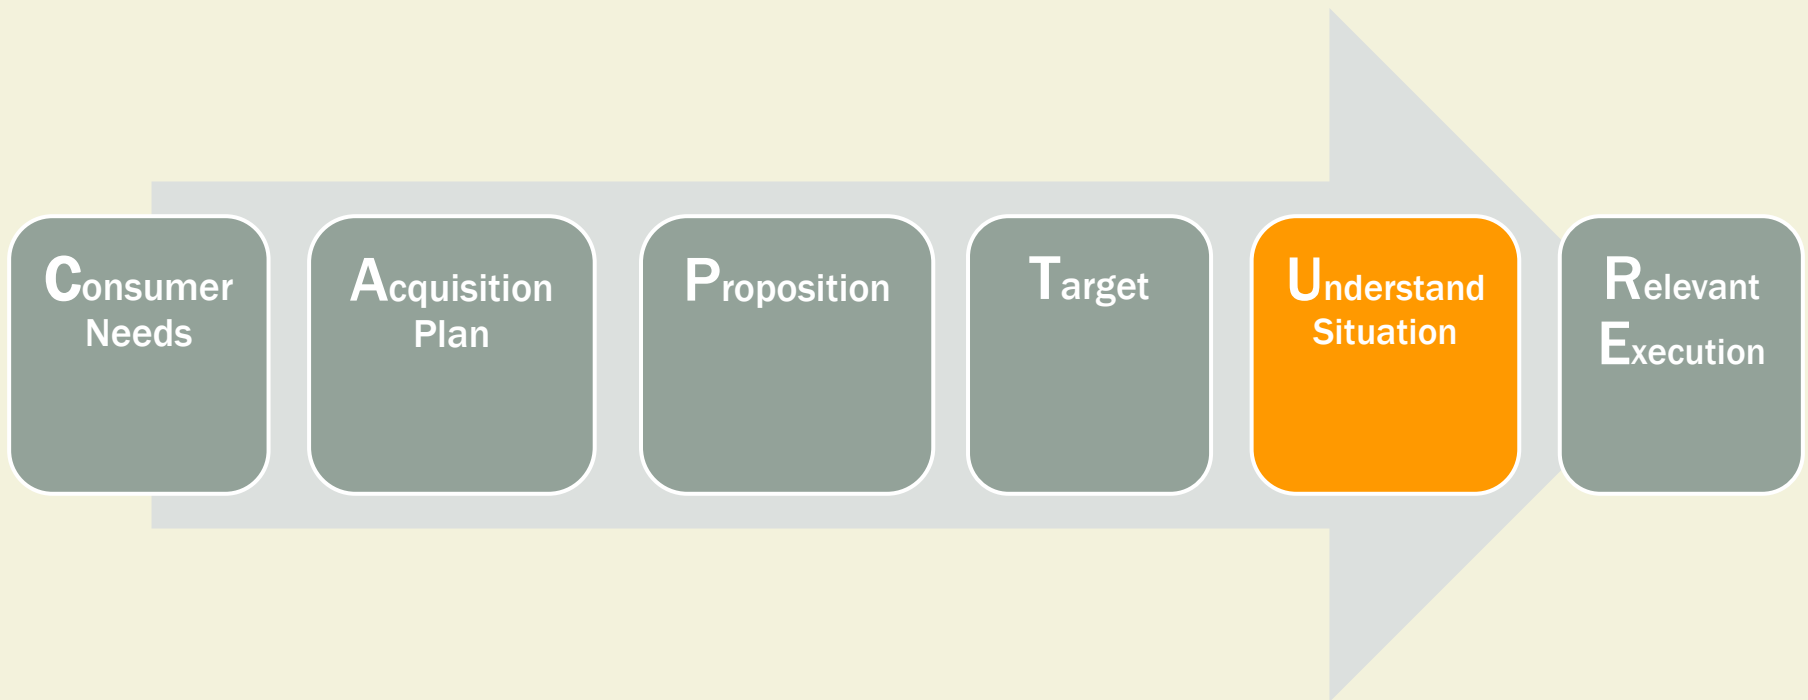 Consumer
Needs
Acquisition
Plan
Proposition
Target
Understand
Situation
Relevant
Execution